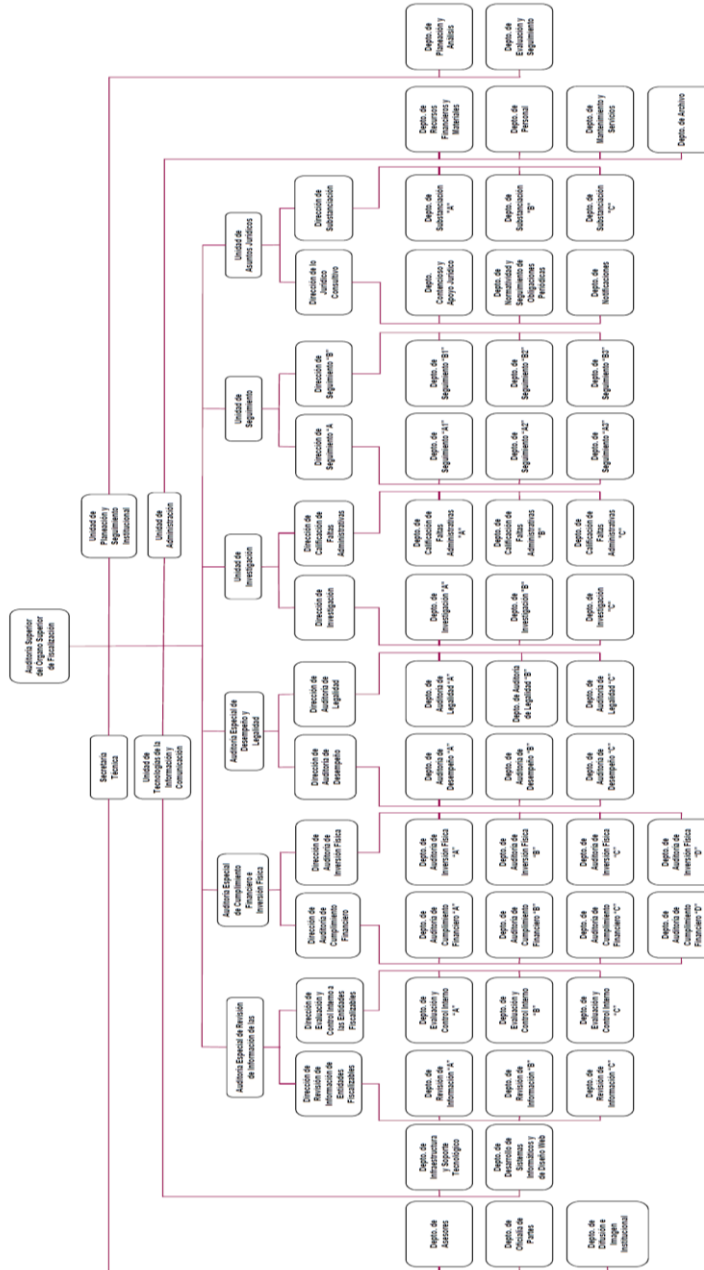 Auditoría Superior
del Órgano Superior
de Fiscalización
Secretaría
Técnica
Unidad de
Planeación y
Seguimiento
Institucional
Unidad de
Tecnologías de la
Información y
Comunicación
Unidad de
Administración
Auditoría Especial de Revisión
de Información de las
Auditoría Especial
de Cumplimiento
Financiero e
Inversión Física
Auditoría Especial de
Desempeño y
Legalidad
Unidad de
Investigación
Unidad de
Seguimiento
Unidad de
Asuntos Jurídicos
Dirección de
Revisión de
Información de
Entidades
Fiscalizables
Dirección de
Evaluación y
Control Interno a
las Entidades
Fiscalizables
Dirección de
Auditoría de
Cumplimiento
Financiero
Dirección de
Auditoría de
Inversión Física
Dirección de
Auditoría de
Desempeño
Dirección de
Auditoría de
Legalidad
Dirección de
Investigación
Dirección de
Calificación de
Faltas
Administrativas
Dirección de
Seguimiento "A
Dirección de
Seguimiento "B"
Dirección de lo
Jurídico
Consultivo
Dirección de
Substanciación
Depto. de
Asesores
Depto. de
Infraestructura
y Soporte
Tecnológico
Depto. de
Revisión de
Información "A"
Depto. de
Evaluación y
Control Interno
"A"
Depto. de
Auditoría de
Cumplimiento
Financiero "A"
Depto. de
Auditoría de
Inversión Física
"A"
Depto. de
Auditoría de
Desempeño "A"
Depto. de
Auditoría de
Legalidad "A"
Depto. de
Investigación "A"
Depto. de
Calificación de
Faltas
Administrativas
"A"
Depto. de
Seguimiento "A1"
Depto. de
Seguimiento "B1"
Depto.
Contencioso y
Apoyo Jurídico
Depto. de
Substanciación
"A"
Depto. de
Recursos
Financieros y
Materiales
Depto. de
Planeación y
Análisis
Depto. de
Oficialía de
Partes
Depto. de
Desarrollo de
Sistemas
Informáticos y
de Diseño Web
Depto. de
Revisión de
Información "B"
Depto. de
Evaluación y
Control Interno
"B"
Depto. de
Auditoría de
Cumplimiento
Financiero "B"
Depto. de
Auditoría de
Inversión Física
"B"
Depto. de
Auditoría de
Desempeño "B"
Depto. de Auditoría
de Legalidad "B"
Depto. de
Investigación "B"
Depto. de
Calificación de
Faltas
Administrativas
"B"
Depto. de
Seguimiento "A2"
Depto. de
Seguimiento "B2"
Depto. de
Normatividad y
Seguimiento de
Obligaciones
Periódicas
Depto. de
Substanciación
"B"
Depto. de
Personal
Depto. de
Evaluación y
Seguimiento
Depto. de
Difusión e
Imagen
Institucional
Depto. de
Revisión de
Información "C"
Depto. de
Evaluación y
Control Interno
"C"
Depto. de
Auditoría de
Cumplimiento
Financiero "C"
Depto. de
Auditoría de
Inversión Física
"C"
Depto. de
Auditoría de
Desempeño "C"
Depto. de
Auditoría de
Legalidad "C"
Depto. de
Investigación
"C"
Depto. de
Calificación de
Faltas
Administrativas
"C"
Depto. de
Seguimiento "A3"
Depto. de
Seguimiento "B3"
Depto. de
Notificaciones
Depto. de
Substanciación
"C"
Depto. de
Mantenimiento y
Servicios
Depto. de
Auditoría de
Cumplimiento
Financiero "D"
Depto. de
Auditoría de
Inversión Física
"D"
Depto. de Archivo